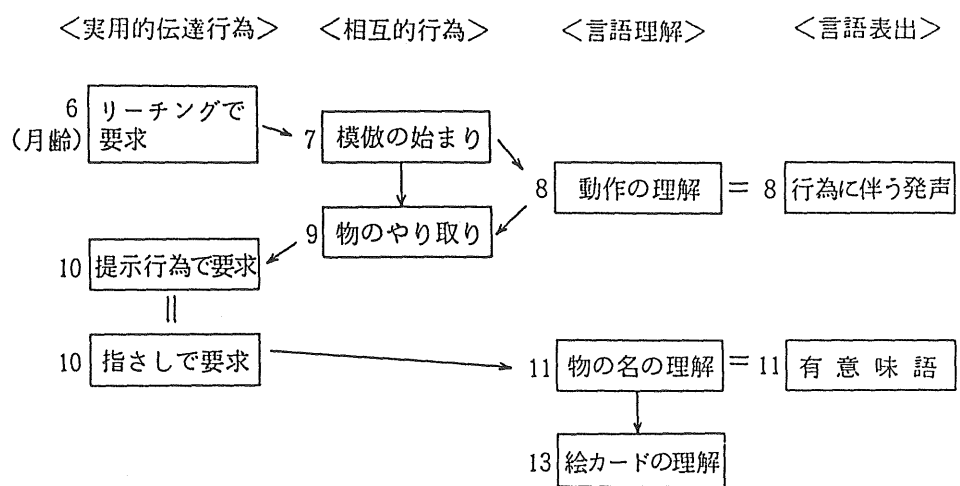 <実用的伝達行為> <相互的行為> <言語理解> <言語表出>
6 リーチングで
(月齢) 要求
7 模倣の始まり
8 動作の理解 = 8 行為に伴う発声
9 物のやり取り
10 提示行為で要求
||
10 指さしで要求
11 物の名の理解 = 11 有意味語
13 絵カードの理解